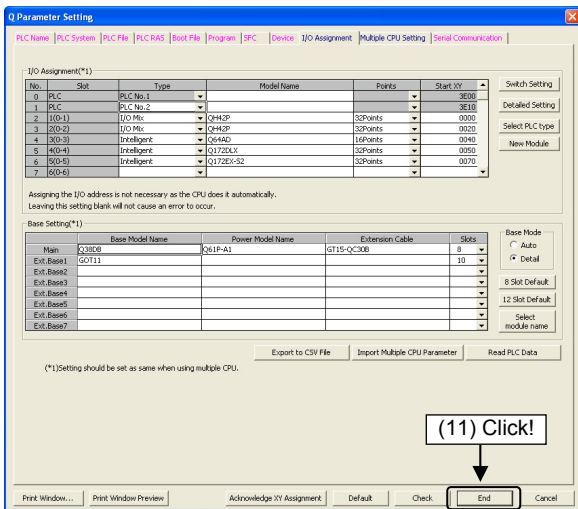 Q Parameter Setting
PLC Name PLC System PLC File PLC RAS Boot File Program SFC Device I/O Assignment Multiple CPU Setting Serial Communication
I/O Assignment(*1)
No. Slot Type Model Name Points Start XY
0 PLC PLC No.1 3E00
1 PLC PLC No.2 3E10
2 1(0-1) I/O Mix QH42P 32Points 0000
3 2(0-2) I/O Mix QH42P 32Points 0020
4 3(0-3) Intelligent Q64AD 16Points 0040
5 4(0-4) Intelligent Q172DLX 32Points 0050
6 5(0-5) Intelligent Q172EX-S2 32Points 0070
7 6(0-6)
Switch Setting
Detailed Setting
Select PLC type
New Module
Assigning the I/O address is not necessary as the CPU does it automatically.
Leaving this setting blank will not cause an error to occur.
Base Setting(*1)
Base Model Name Power Model Name Extension Cable Slots
Main Q38DB Q61P-A1 GT15-QC30B 8
Ext.Base1 GOT11 10
Ext.Base2
Ext.Base3
Ext.Base4
Ext.Base5
Ext.Base6
Ext.Base7
Base Mode
Auto
Detail
8 Slot Default
12 Slot Default
Select
module name
Export to CSV File Import Multiple CPU Parameter Read PLC Data
(*1)Setting should be set as same when using multiple CPU.
(11) Click!
Print Window... Print Window Preview Acknowledge XY Assignment Default Check End Cancel